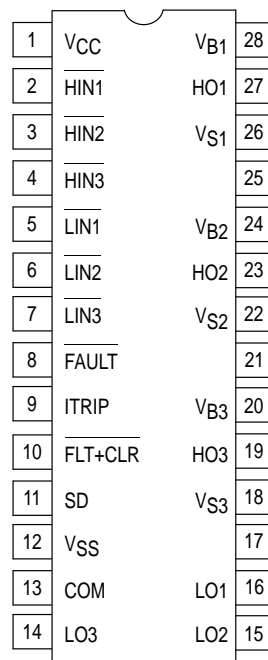 1 VCC VB1 28
2 HIN1 HO1 27
3 HIN2 VS1 26
4 HIN3 25
5 LIN1 VB2 24
6 LIN2 HO2 23
7 LIN3 VS2 22
8 FAULT 21
9 ITRIP VB3 20
10 FLT+CLR HO3 19
11 SD VS3 18
12 VSS 17
13 COM LO1 16
14 LO3 LO2 15